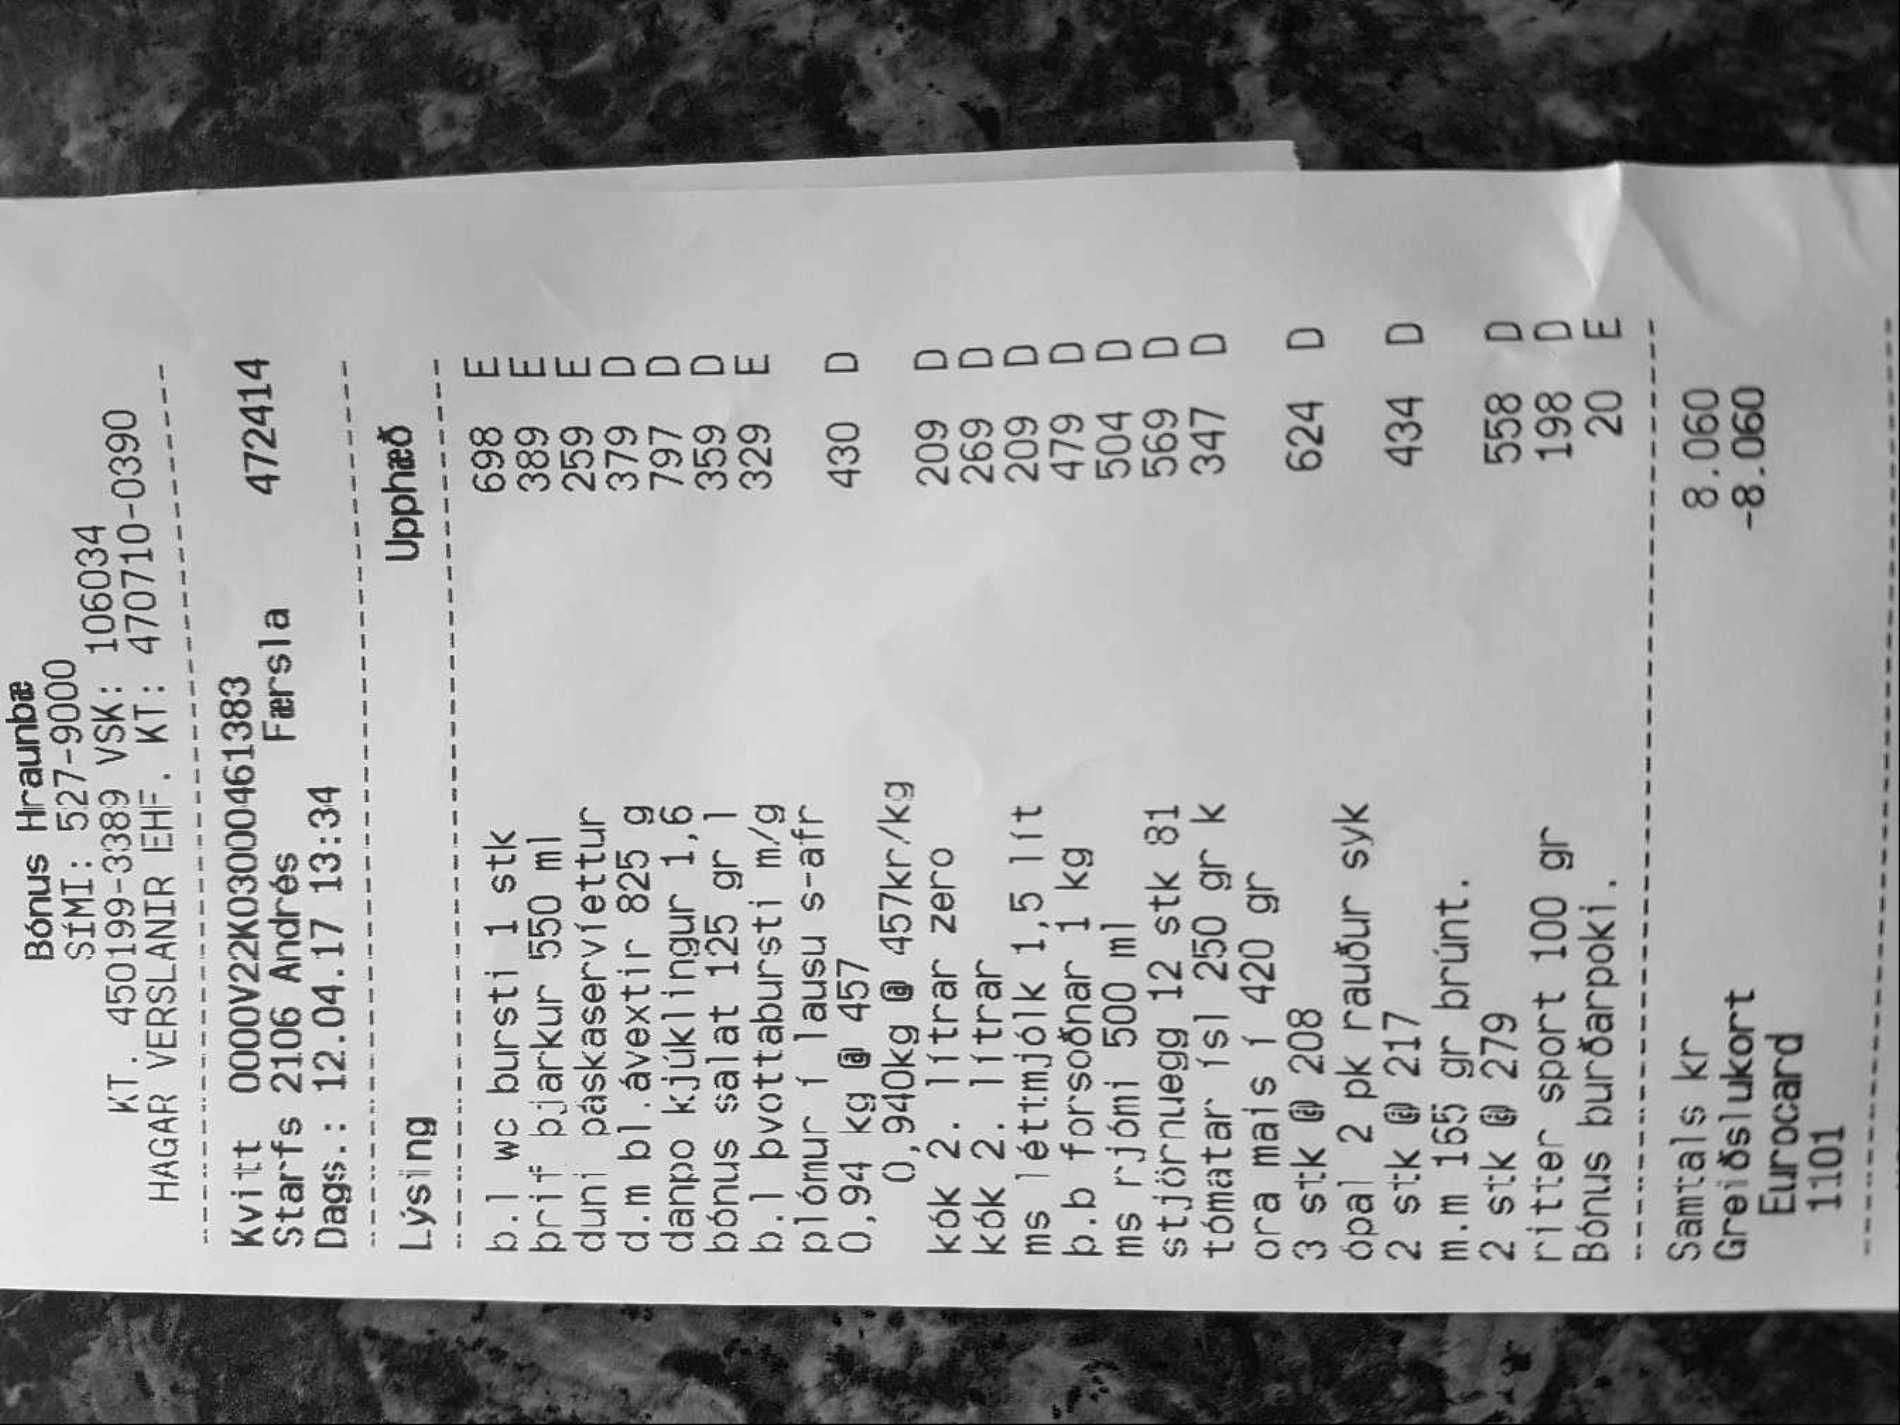 Bónus Hraunbæ
SÍMI: 527-9000
KT. 450199-3389 VSK: 106034
HAGAR VERSLANIR EHF. KT: 470710-0390
Kvitt 0000V22K03000461383
Starfs 2106 Andrés Færsla 472414
Dags.: 12.04.17 13:34
Lýsing Upphæð
b.l wc bursti 1 stk 698 E
þrif bjarkur 550 ml 389 E
duni páskaservíettur 259 E
d.m bl.ávextir 825 g 379 D
danpo kjúklingur 1,6 797 D
bónus salat 125 gr l 359 D
b.l þvottabursti m/g 329 E
plómur í lausu s-afr
0,94 kg @ 457 430 D
0,940kg @ 457kr/kg
kók 2. lítrar zero 209 D
kók 2. lítrar 269 D
ms léttmjólk 1,5 lít 209 D
þ.b forsoðnar 1 kg 479 D
ms rjómi 500 ml 504 D
stjörnuegg 12 stk 81 569 D
tómatar ísl 250 gr k 347 D
ora mais í 420 gr
3 stk @ 208 624 D
ópal 2 pk rauður syk
2 stk @ 217 434 D
m.m 165 gr brúnt.
2 stk @ 279 558 D
ritter sport 100 gr 198 D
Bónus burðarpoki. 20 E
Samtals kr 8.060
Greiðslukort -8.060
Eurocard
1101